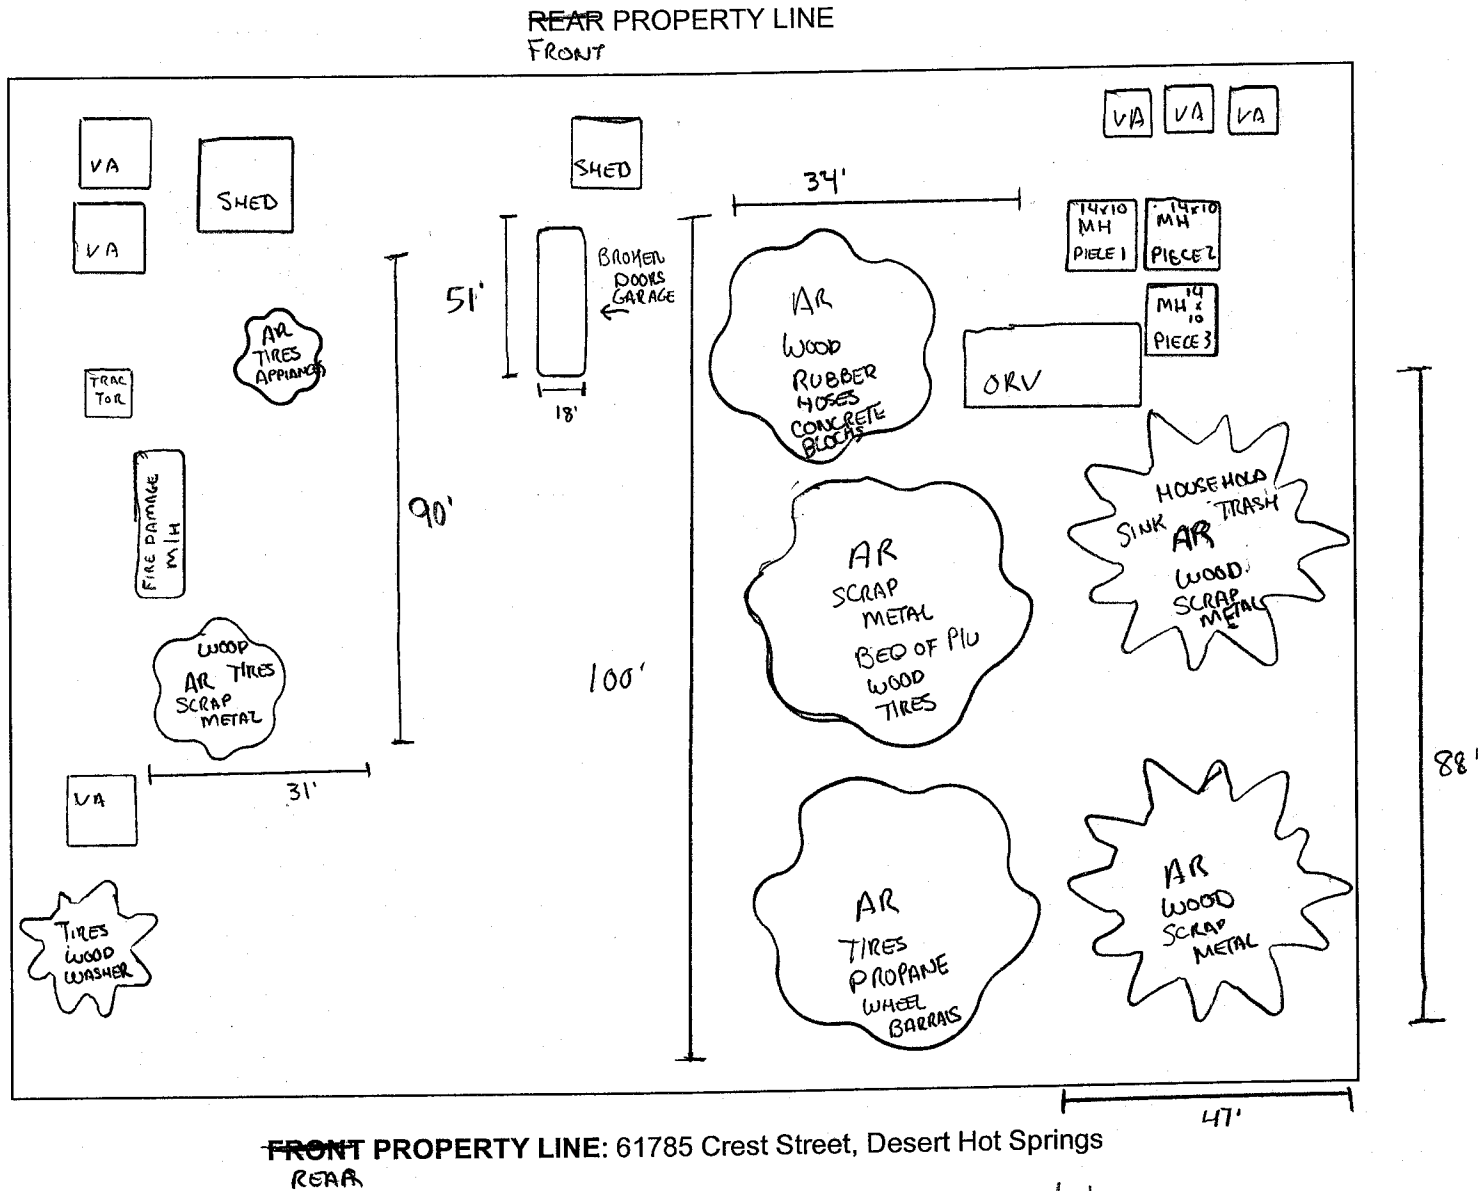 REAR PROPERTY LINE
FRONT
VA
VA
SHED
SHED
VA
VA
VA
34'
14x10
MH
PIECE 1
14x10
MH
PIECE 2
MH 14
x
10
PIECE 3
51'
18'
BROKEN
DOORS
GARAGE
AR
TIRES
APPIANCES
TRAC
TOR
FIRE DAMAGE
M/H
90'
AR
WOOD
RUBBER
HOSES
CONCRETE
BLOCKS
ORV
HOUSEHOLD
TRASH
SINK
AR
WOOD
SCRAP
METAL
AR
SCRAP
METAL
BED OF P/U
WOOD
TIRES
WOOD
AR TIRES
SCRAP
METAL
31'
100'
88'
VA
TIRES
WOOD
WASHER
AR
TIRES
PROPANE
WHEEL
BARRALS
AR
WOOD
SCRAP
METAL
47'
FRONT PROPERTY LINE: 61785 Crest Street, Desert Hot Springs
REAR